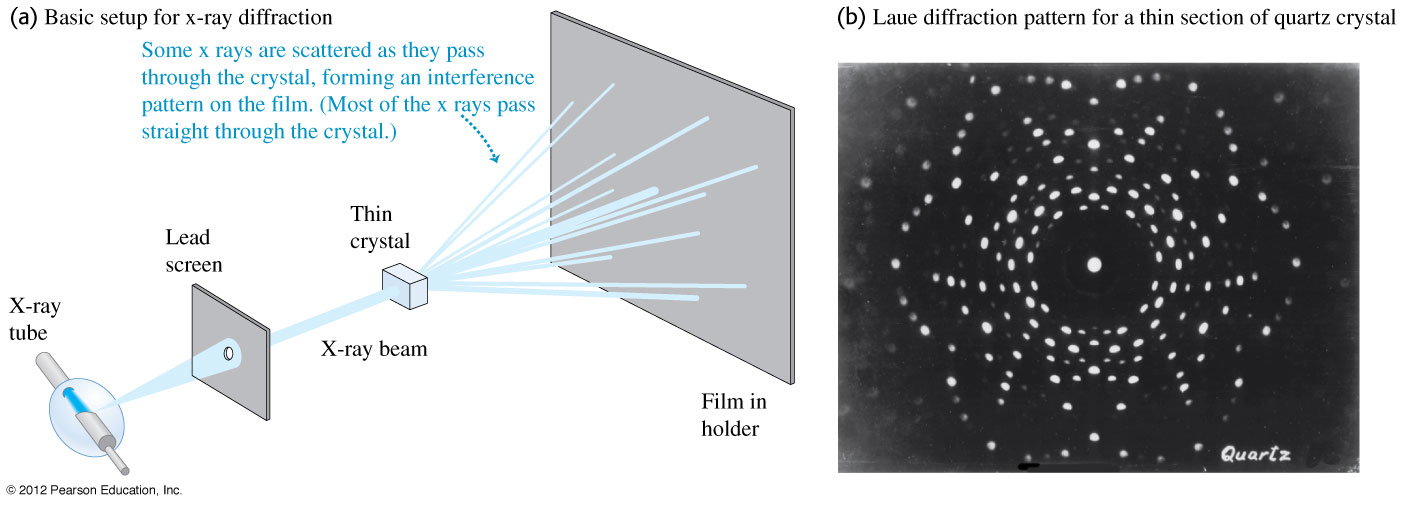 (a) Basic setup for x-ray diffraction
Some x rays are scattered as they pass
through the crystal, forming an interference
pattern on the film. (Most of the x rays pass
straight through the crystal.)
Thin
crystal
Lead
screen
X-ray
tube
X-ray beam
Film in
holder
© 2012 Pearson Education, Inc.
(b) Laue diffraction pattern for a thin section of quartz crystal
Quartz